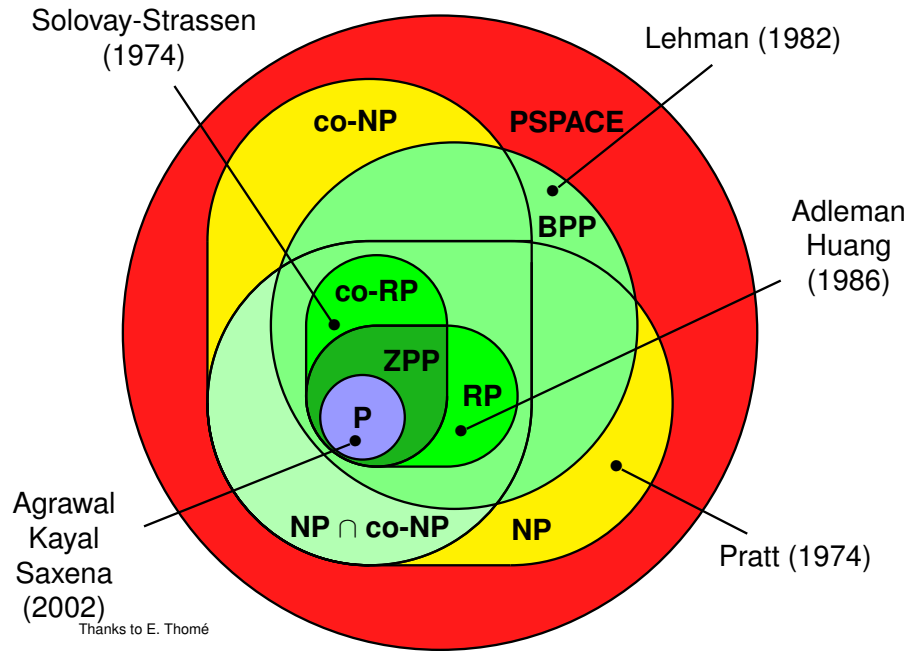 Solovay-Strassen
(1974)
Lehman (1982)
co-NP
PSPACE
BPP
Adleman
Huang
(1986)
co-RP
ZPP
RP
P
Agrawal
Kayal
Saxena
(2002)
NP ∩ co-NP
NP
Pratt (1974)
Thanks to E. Thomé